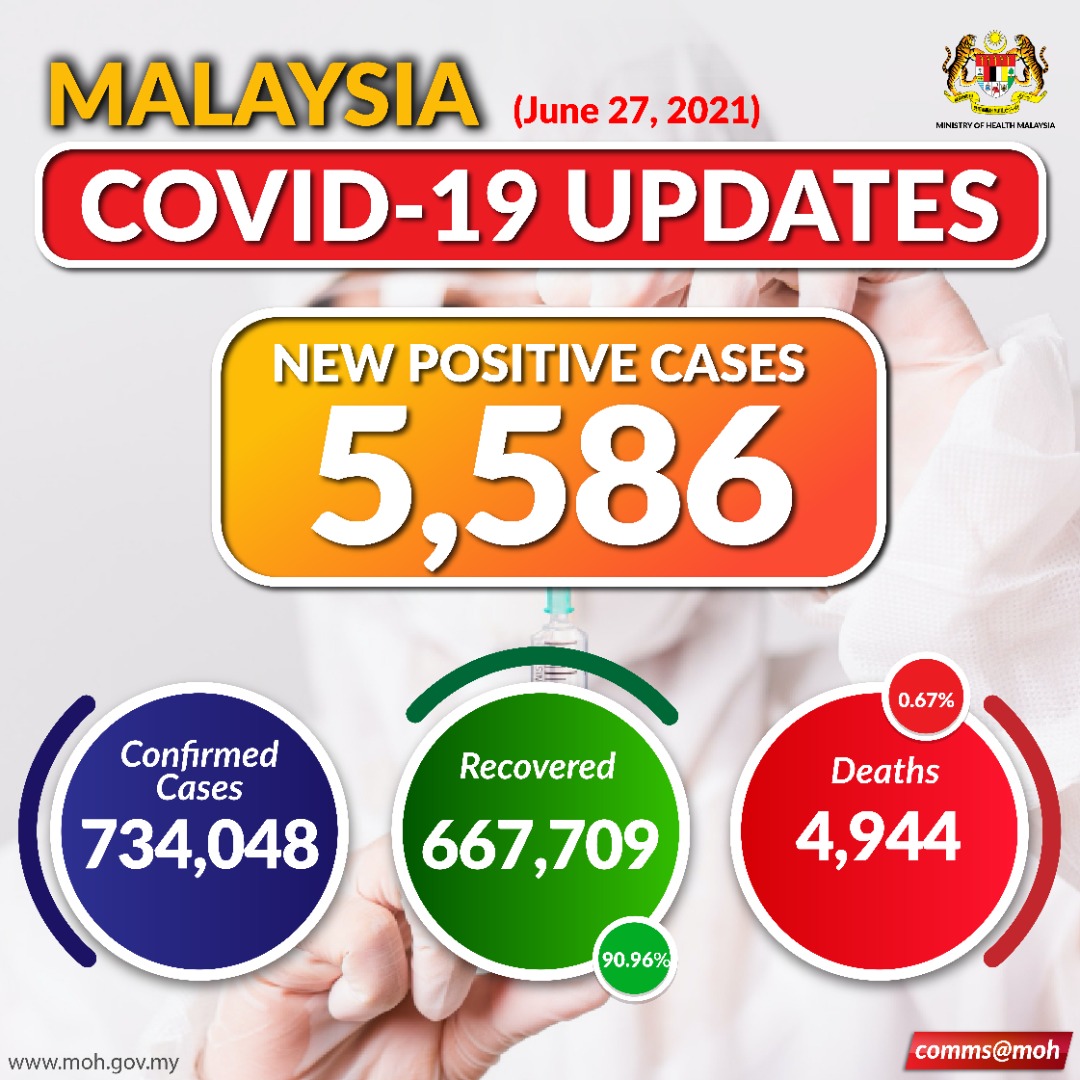 MALAYSIA (June 27, 2021)
MINISTRY OF HEALTH MALAYSIA
COVID-19 UPDATES
NEW POSITIVE CASES
5,586
Confirmed
Cases
734,048
Recovered
667,709
90.96%
0.67%
Deaths
4,944
www.moh.gov.my
comms@moh